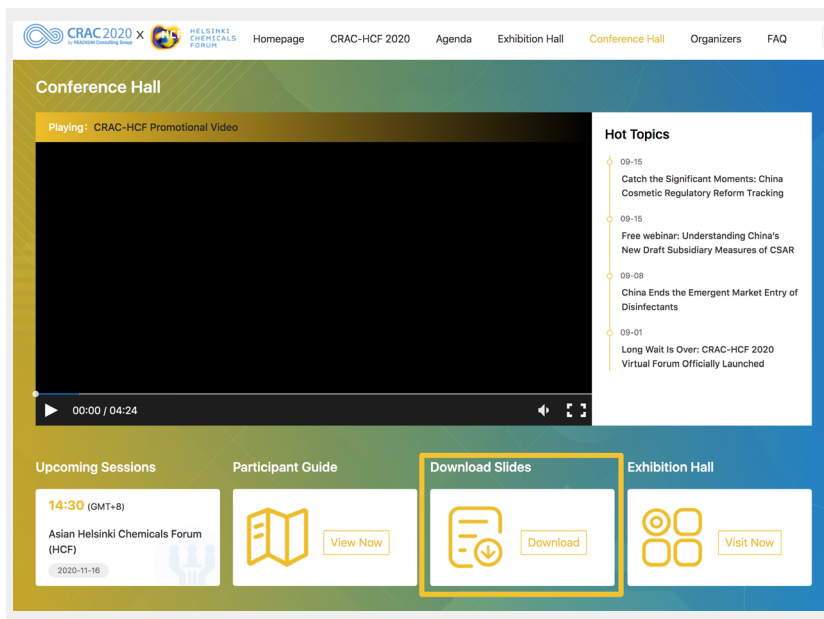 CRAC 2020 X HELSINKI
by REACH24H Consulting Group
CHEMICALS
FORUM
Homepage CRAC-HCF 2020 Agenda Exhibition Hall Conference Hall Organizers FAQ
Conference Hall
Playing: CRAC-HCF Promotional Video
Hot Topics
09-15
Catch the Significant Moments: China
Cosmetic Regulatory Reform Tracking
09-15
Free webinar: Understanding China's
New Draft Subsidiary Measures of CSAR
09-08
China Ends the Emergent Market Entry of
Disinfectants
09-01
Long Wait Is Over: CRAC-HCF 2020
Virtual Forum Officially Launched
00:00 / 04:24
Upcoming Sessions
14:30 (GMT+8)
Asian Helsinki Chemicals Forum
(HCF)
2020-11-16
Participant Guide
View Now
Download Slides
Download
Exhibition Hall
Visit Now